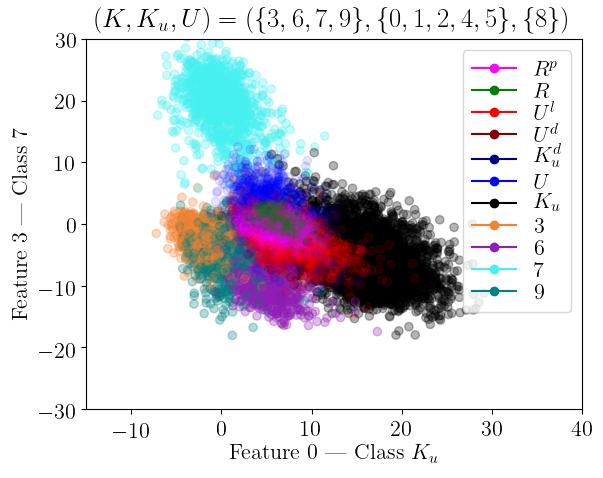 (K, K_u, U) = ({3, 6, 7, 9}, {0, 1, 2, 4, 5}, {8})
30
20
10
0
−10
−20
−30
Feature 3 — Class 7
R^p
R
U^l
U^d
K_u^d
U
K_u
3
6
7
9
−10
0
10
20
30
40
Feature 0 — Class K_u